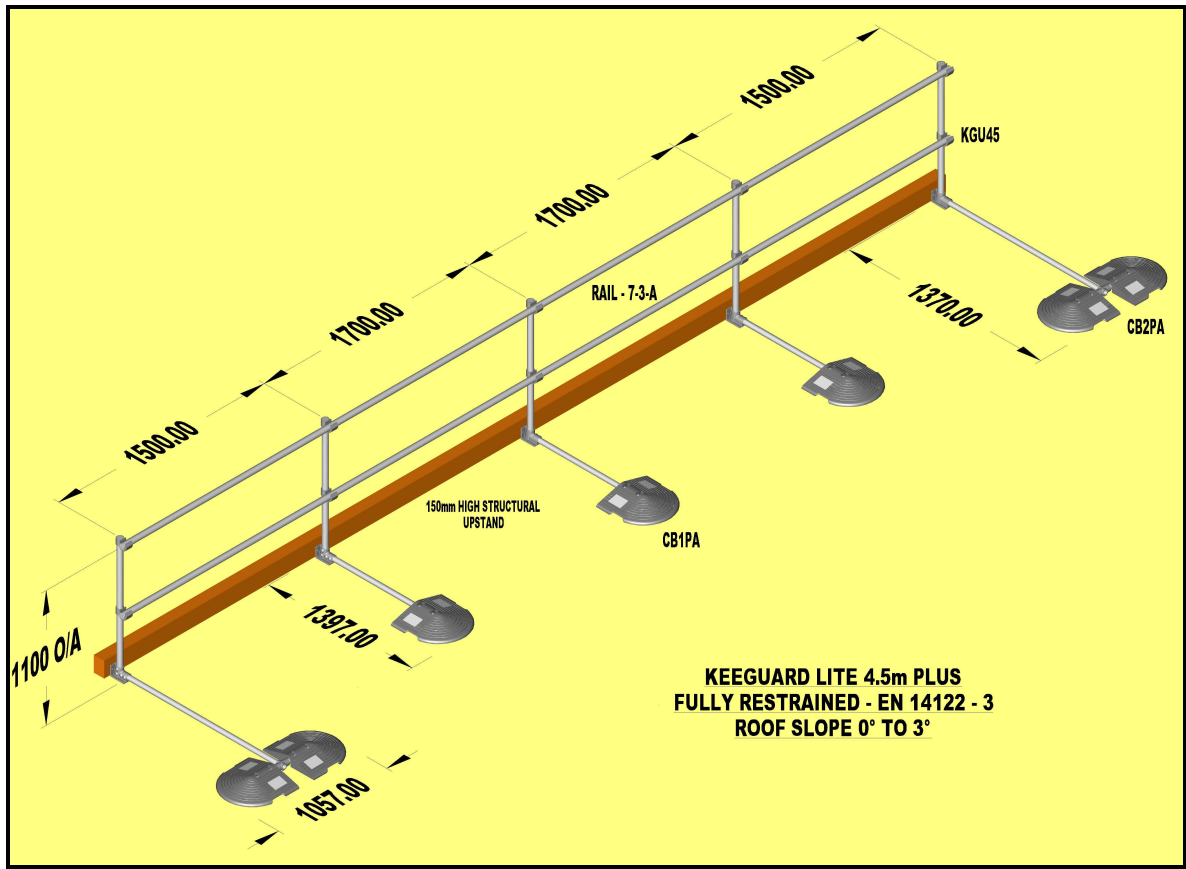 1500.00
KGU45
1700.00
RAIL - 7-3-A
1370.00
CB2PA
1700.00
1500.00
150mm HIGH STRUCTURAL
UPSTAND
CB1PA
1397.00
1100 O/A
KEEGUARD LITE 4.5m PLUS
FULLY RESTRAINED - EN 14122 - 3
ROOF SLOPE 0° TO 3°
1057.00